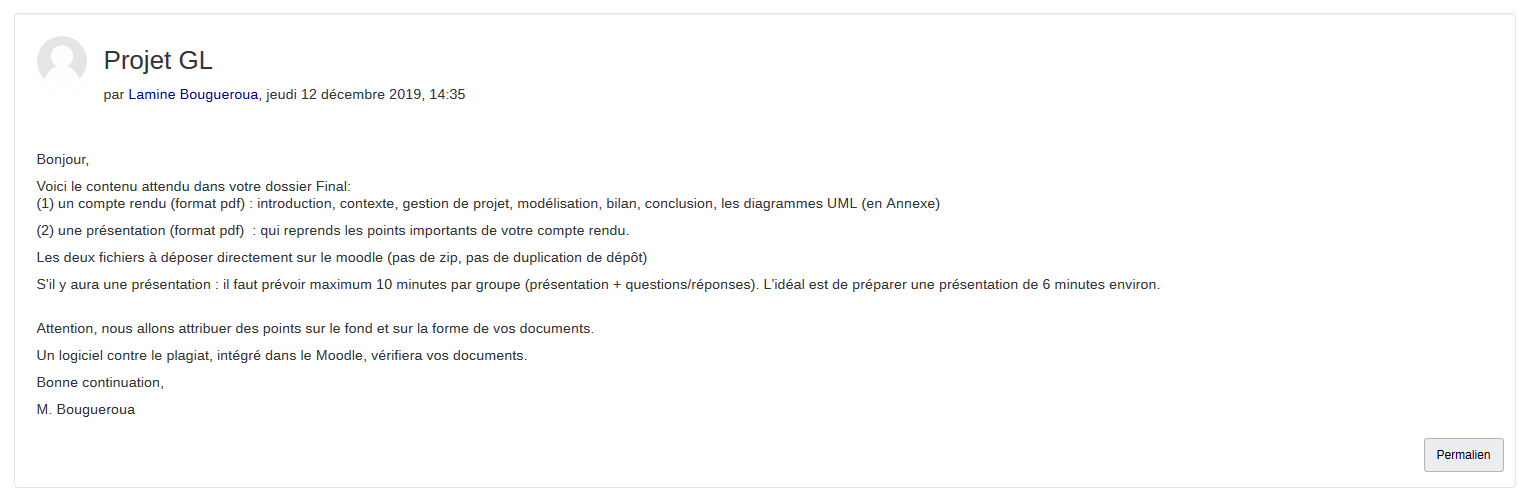 Projet GL
par Lamine Bougueroua, jeudi 12 décembre 2019, 14:35
Bonjour,
Voici le contenu attendu dans votre dossier Final:
(1) un compte rendu (format pdf) : introduction, contexte, gestion de projet, modélisation, bilan, conclusion, les diagrammes UML (en Annexe)
(2) une présentation (format pdf)  : qui reprends les points importants de votre compte rendu.
Les deux fichiers à déposer directement sur le moodle (pas de zip, pas de duplication de dépôt)
S'il y aura une présentation : il faut prévoir maximum 10 minutes par groupe (présentation + questions/réponses). L'idéal est de préparer une présentation de 6 minutes environ.
Attention, nous allons attribuer des points sur le fond et sur la forme de vos documents.
Un logiciel contre le plagiat, intégré dans le Moodle, vérifiera vos documents.
Bonne continuation,
M. Bougueroua
Permalien